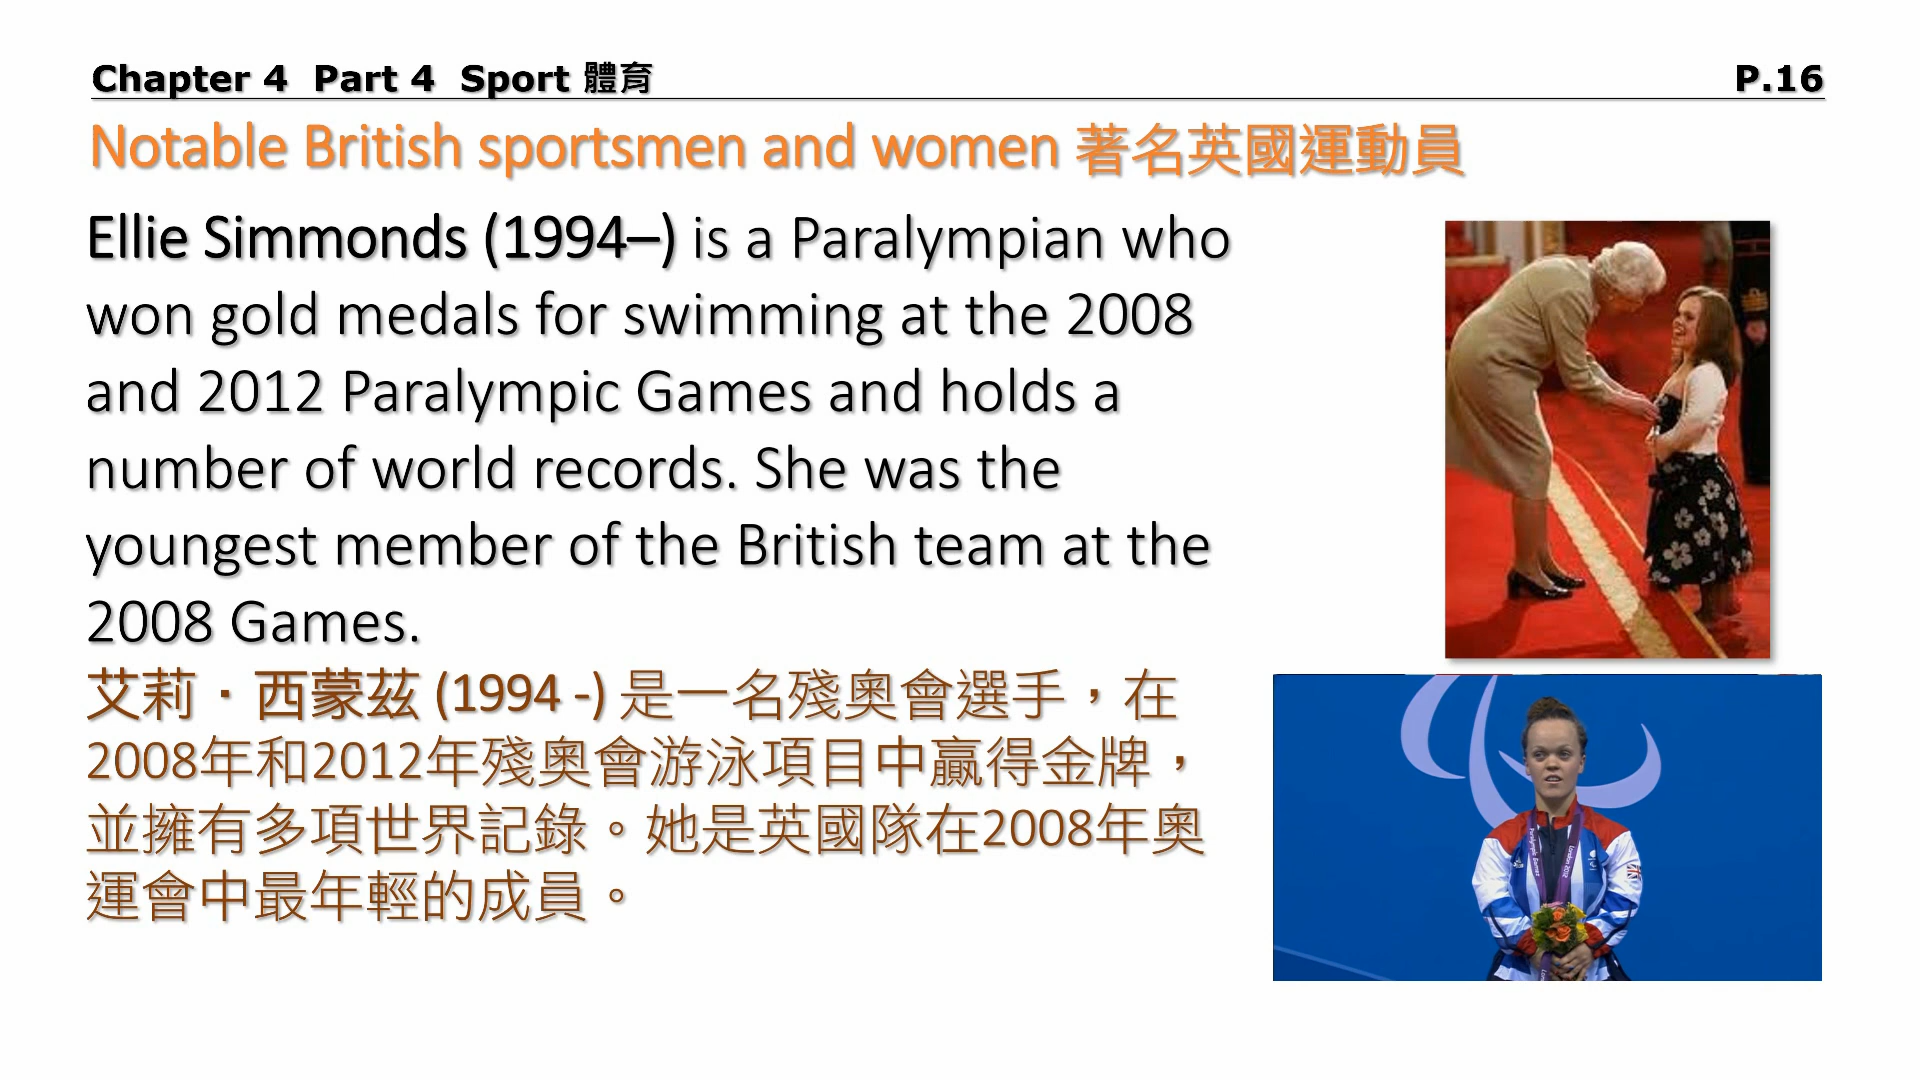 Chapter 4 Part 4 Sport 體育 P.16
Notable British sportsmen and women 著名英國運動員
Ellie Simmonds (1994–) is a Paralympian who
won gold medals for swimming at the 2008
and 2012 Paralympic Games and holds a
number of world records. She was the
youngest member of the British team at the
2008 Games.
艾莉．西蒙茲 (1994 -) 是一名殘奧會選手，在
2008年和2012年殘奧會游泳項目中贏得金牌，
並擁有多項世界記錄。她是英國隊在2008年奧
運會中最年輕的成員。